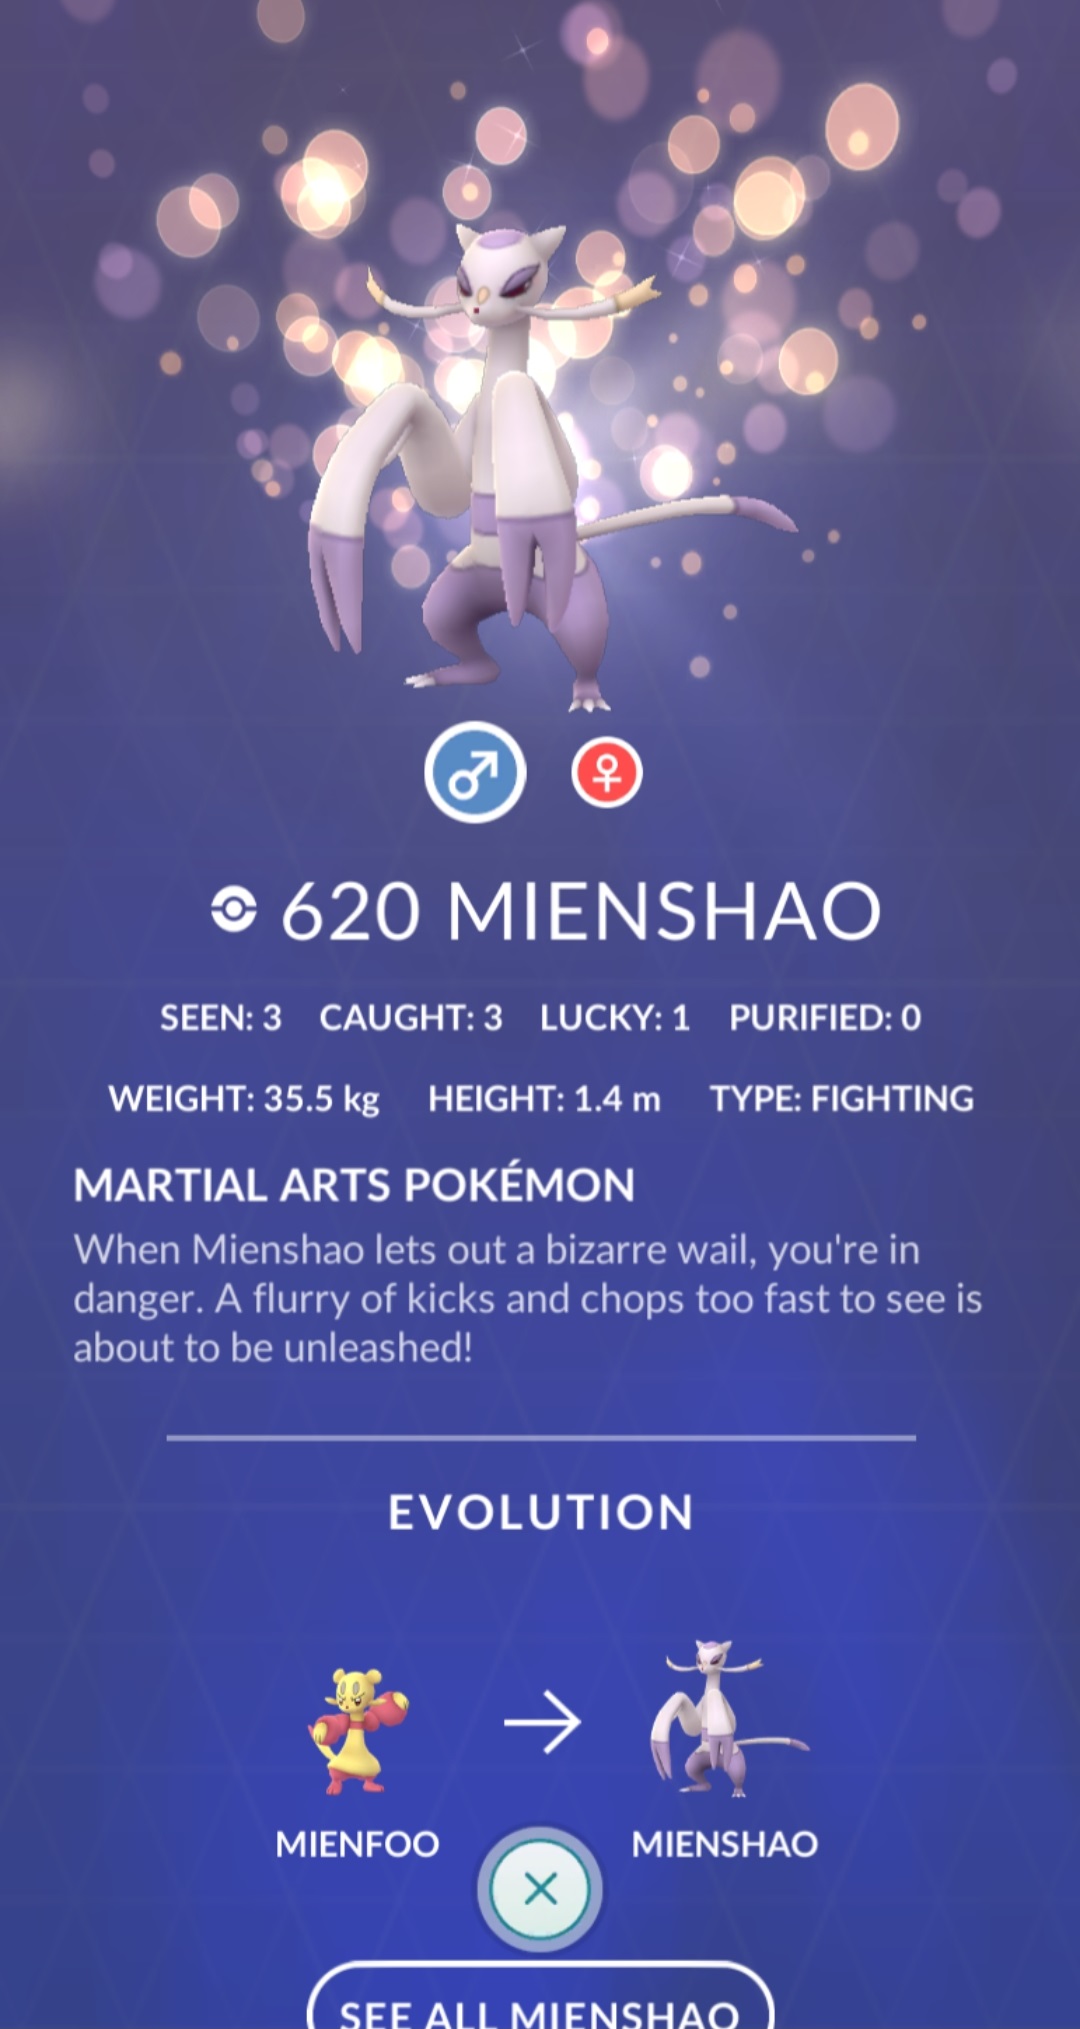 620 MIENSHAO
SEEN: 3 CAUGHT: 3 LUCKY: 1 PURIFIED: 0
WEIGHT: 35.5 kg HEIGHT: 1.4 m TYPE: FIGHTING
MARTIAL ARTS POKÉMON
When Mienshao lets out a bizarre wail, you're in
danger. A flurry of kicks and chops too fast to see is
about to be unleashed!
EVOLUTION
MIENFOO MIENSHAO
SEE ALL MIENSHAO